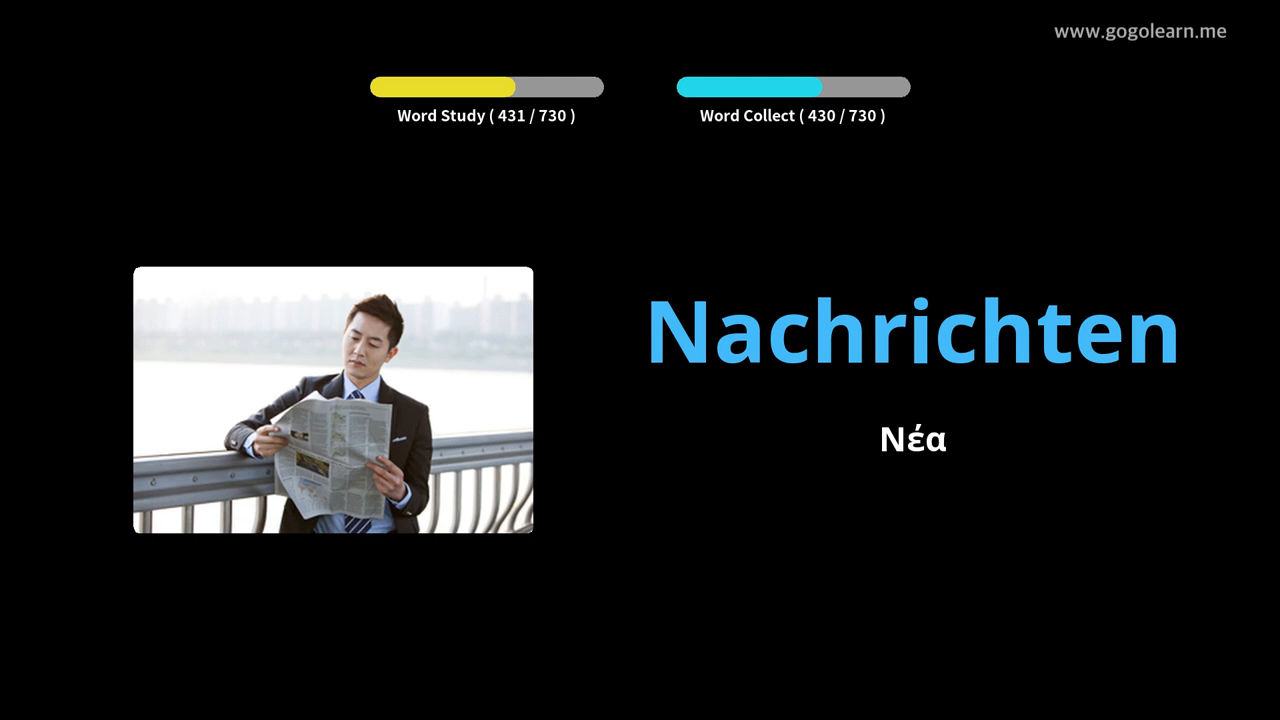 www.gogolearn.me
Word Study ( 431 / 730 )
Word Collect ( 430 / 730 )
Nachrichten
Νέα